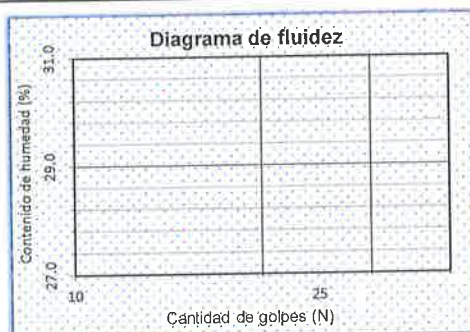 Diagrama de fluidez
Contenido de humedad (%)
31.0
29.0
27.0
10
25
Cantidad de golpes (N)